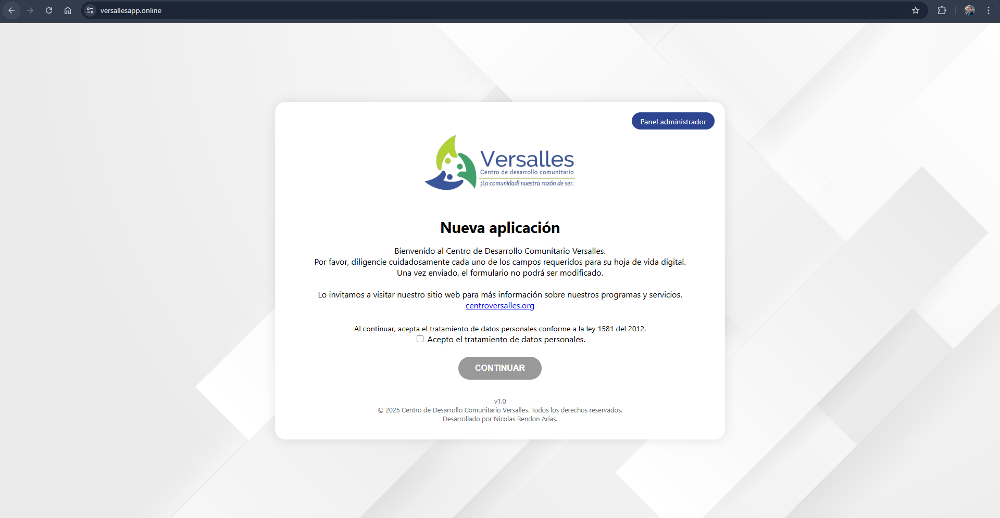 versallesapp.online
Panel administrador
Versalles
Centro de desarrollo comunitario
¡La comunidad! nuestra razón de ser.
Nueva aplicación
Bienvenido al Centro de Desarrollo Comunitario Versalles.
Por favor, diligencie cuidadosamente cada uno de los campos requeridos para su hoja de vida digital.
Una vez enviado, el formulario no podrá ser modificado.
Lo invitamos a visitar nuestro sitio web para más información sobre nuestros programas y servicios.
centroversalles.org
Al continuar, acepta el tratamiento de datos personales conforme a la ley 1581 del 2012.
Acepto el tratamiento de datos personales.
CONTINUAR
v1.0
© 2025 Centro de Desarrollo Comunitario Versalles. Todos los derechos reservados.
Desarrollado por Nicolas Rendon Arias.